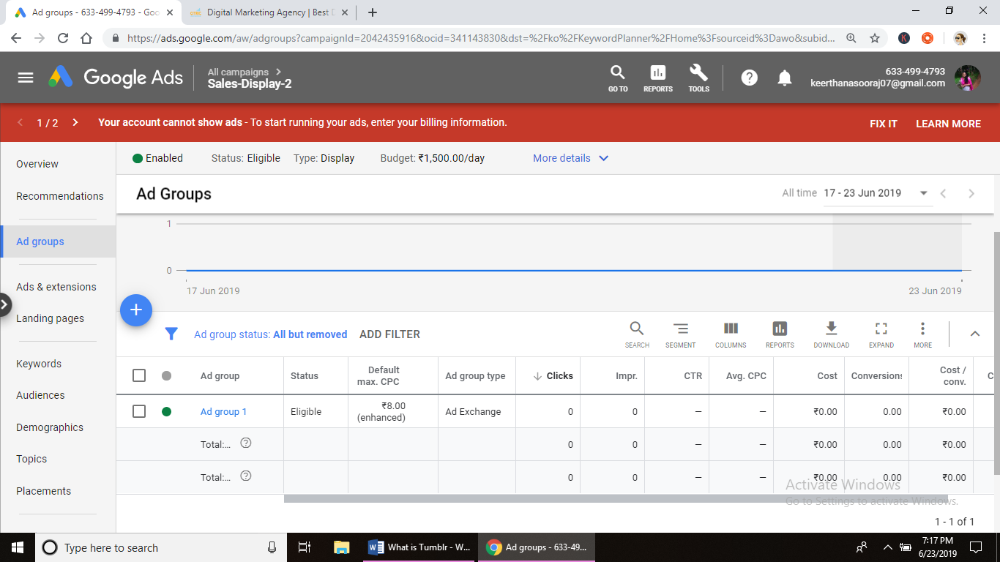 Ad groups - 633-499-4793 - Goo
Digital Marketing Agency | Best D
https://ads.google.com/aw/adgroups?campaignId=2042435916&ocid=341143830&dst=%2Fko%2FKeywordPlanner%2FHome%3Fsourceid%3Dawo&subid...
K
Google Ads
All campaigns
Sales-Display-2
GO TO
REPORTS
TOOLS
633-499-4793
keerthanasooraj07@gmail.com
1 / 2
Your account cannot show ads - To start running your ads, enter your billing information.
FIX IT
LEARN MORE
Overview
Recommendations
Ad groups
Ads & extensions
Landing pages
Keywords
Audiences
Demographics
Topics
Placements
Enabled
Status: Eligible
Type: Display
Budget: ₹1,500.00/day
More details
Ad Groups
All time 17 - 23 Jun 2019
1
0
17 Jun 2019
23 Jun 2019
Ad group status: All but removed
ADD FILTER
SEARCH
SEGMENT
COLUMNS
REPORTS
DOWNLOAD
EXPAND
MORE
Ad group Status Default max. CPC Ad group type Clicks Impr. CTR Avg. CPC Cost Conversions Cost / conv. C
Ad group 1 Eligible ₹8.00 (enhanced) Ad Exchange 0 0 – – ₹0.00 0.00 ₹0.00
Total:... 0 0 – – ₹0.00 0.00 ₹0.00
Total:... 0 0 – – ₹0.00 0.00 ₹0.00
Activate Windows
Go to Settings to activate Windows.
1 - 1 of 1
Type here to search
What is Tumblr - W...
Ad groups - 633-49...
7:17 PM
6/23/2019